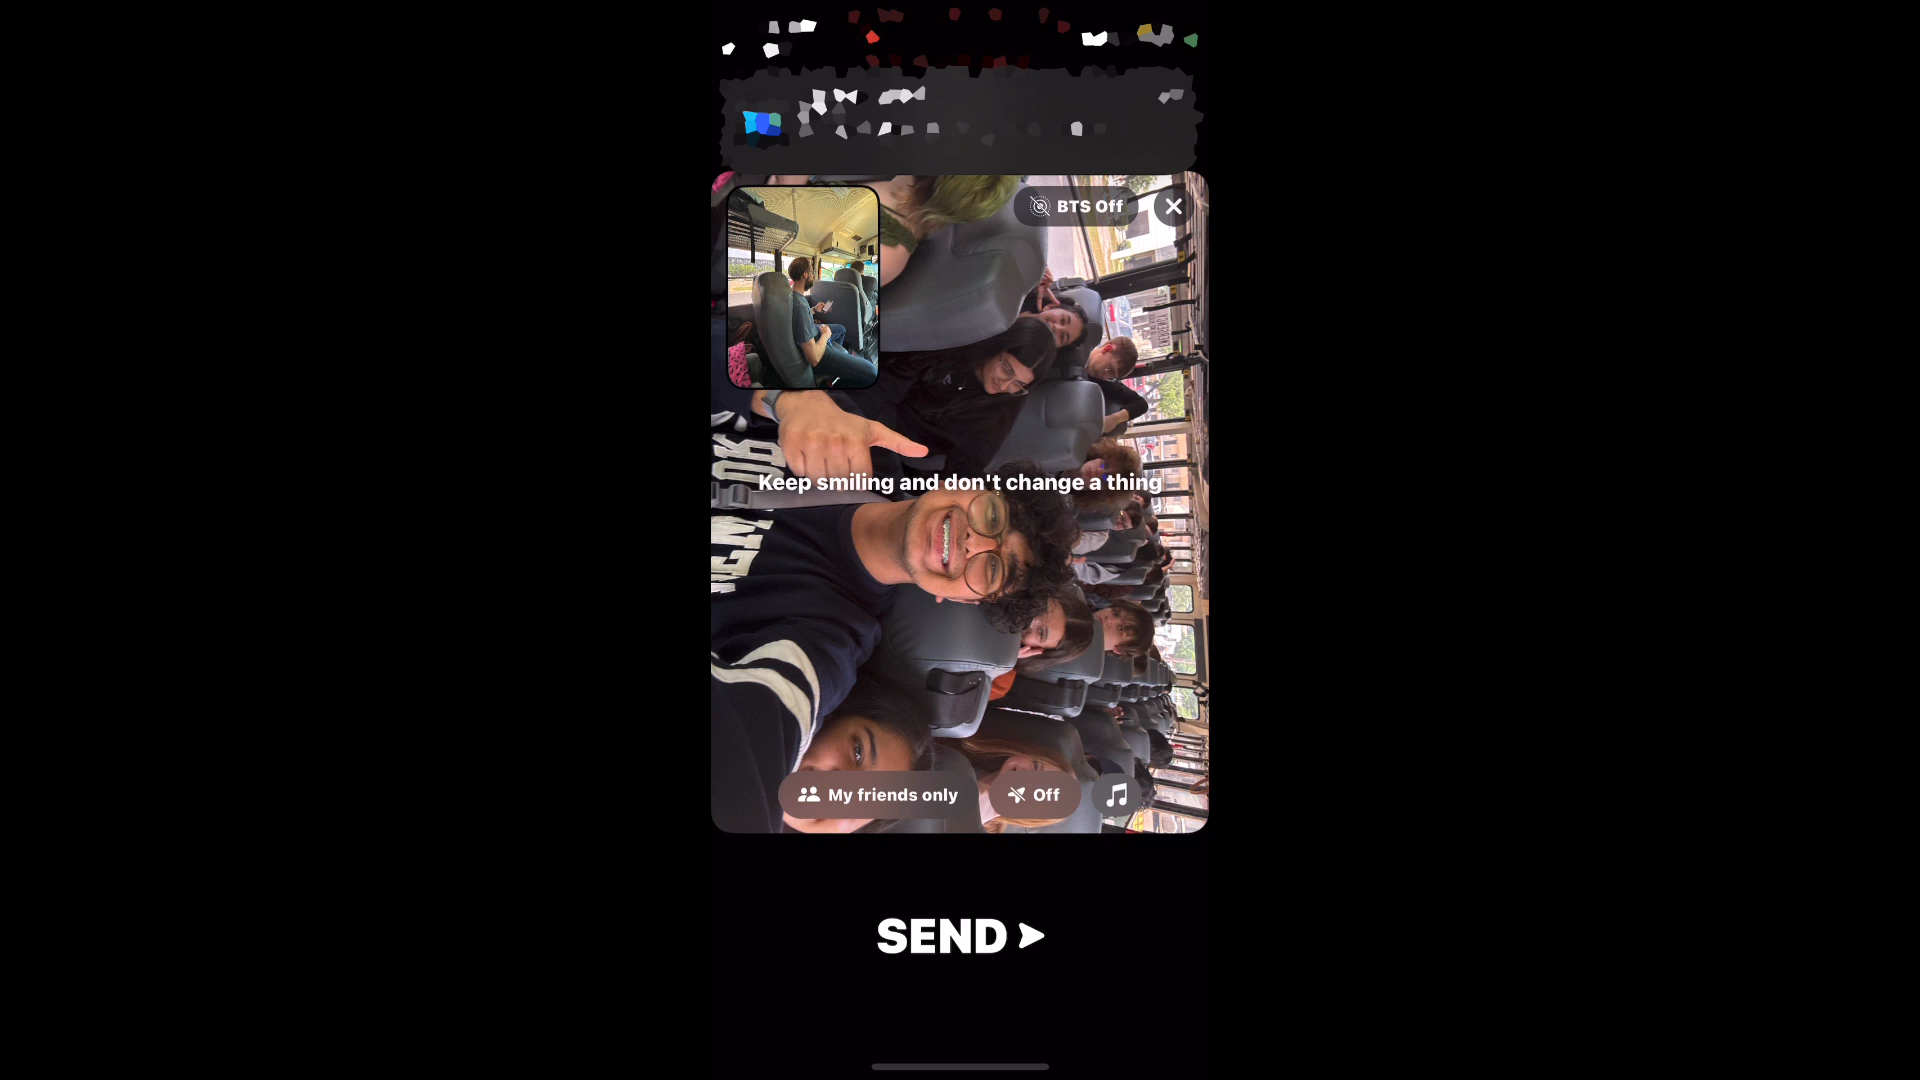 BTS Off
Keep smiling and don't change a thing
My friends only
Off
SEND